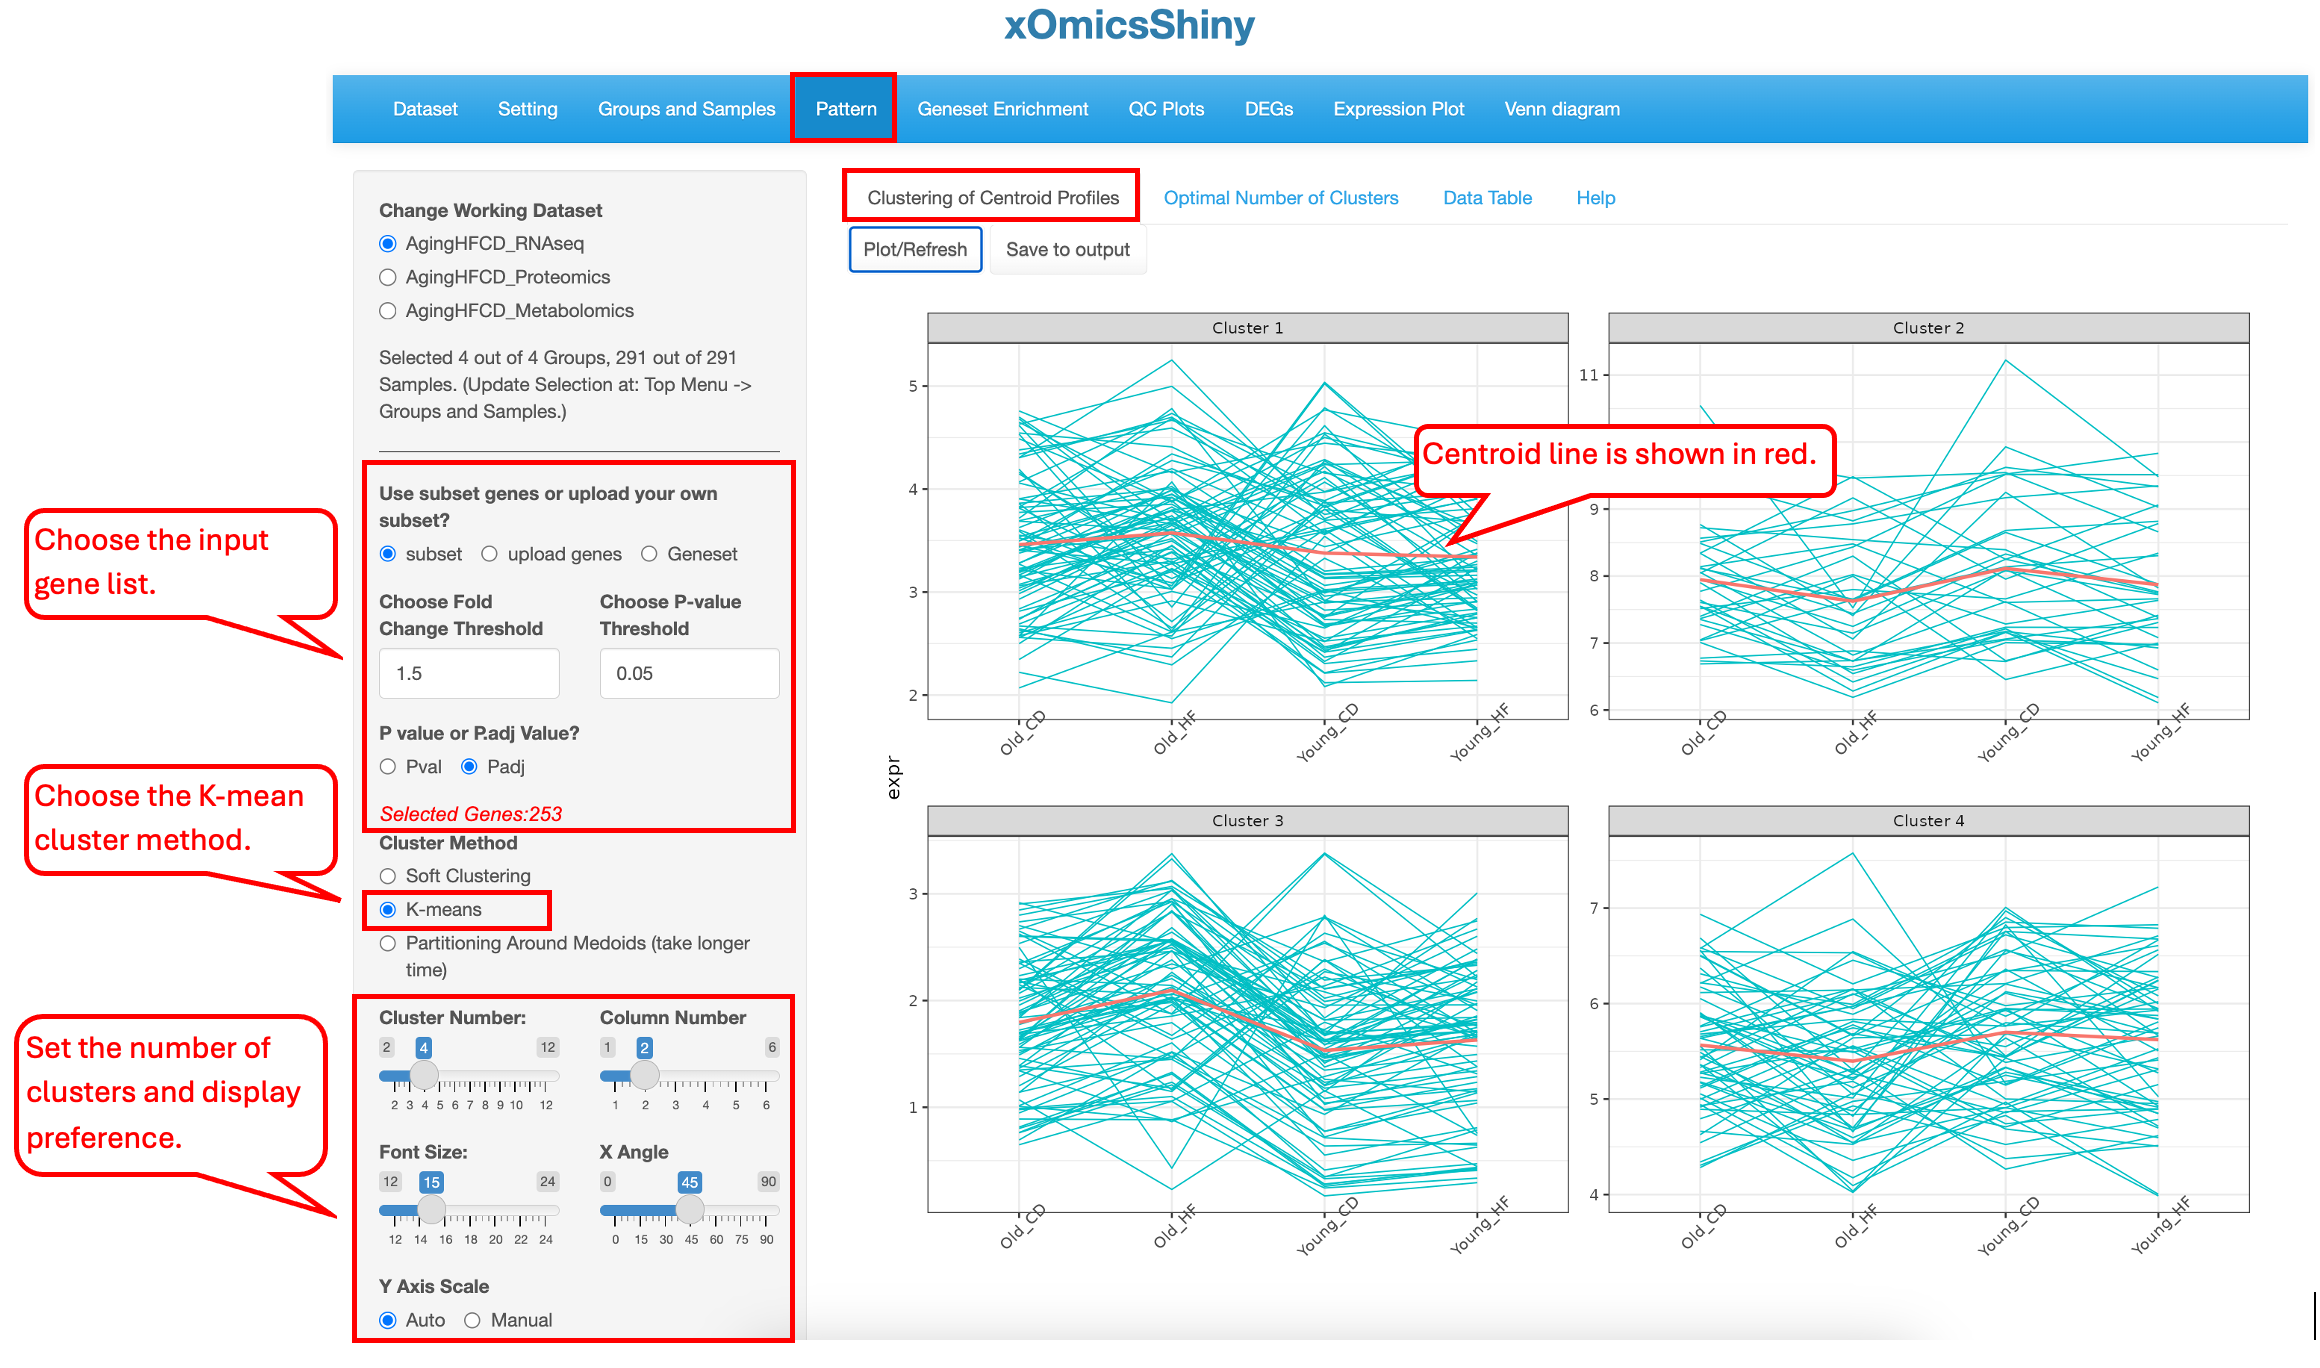 xOmicsShiny
Dataset Setting Groups and Samples Pattern Geneset Enrichment QC Plots DEGs Expression Plot Venn diagram
Change Working Dataset
AgingHFCD_RNAseq
AgingHFCD_Proteomics
AgingHFCD_Metabolomics
Selected 4 out of 4 Groups, 291 out of 291
Samples. (Update Selection at: Top Menu ->
Groups and Samples.)
Use subset genes or upload your own
subset?
subset upload genes Geneset
Choose Fold
Change Threshold
Choose P-value
Threshold
1.5 0.05
P value or P.adj Value?
Pval Padj
Selected Genes:253
Cluster Method
Soft Clustering
K-means
Partitioning Around Medoids (take longer
time)
Cluster Number: Column Number
2 4 12 1 2 6
2 3 4 5 6 7 8 9 10 12 1 2 3 4 5 6
Font Size: X Angle
12 15 24 0 45 90
12 14 16 18 20 22 24 0 15 30 45 60 75 90
Y Axis Scale
Auto Manual
Choose the input
gene list.
Choose the K-mean
cluster method.
Set the number of
clusters and display
preference.
Clustering of Centroid Profiles Optimal Number of Clusters Data Table Help
Plot/Refresh Save to output
Centroid line is shown in red.
expr
Cluster 1
5
4
3
2
Old_CD Old_HF Young_CD Young_HF
Cluster 2
11
9
8
7
6
Old_CD Old_HF Young_CD Young_HF
Cluster 3
3
2
1
Old_CD Old_HF Young_CD Young_HF
Cluster 4
7
6
5
4
Old_CD Old_HF Young_CD Young_HF